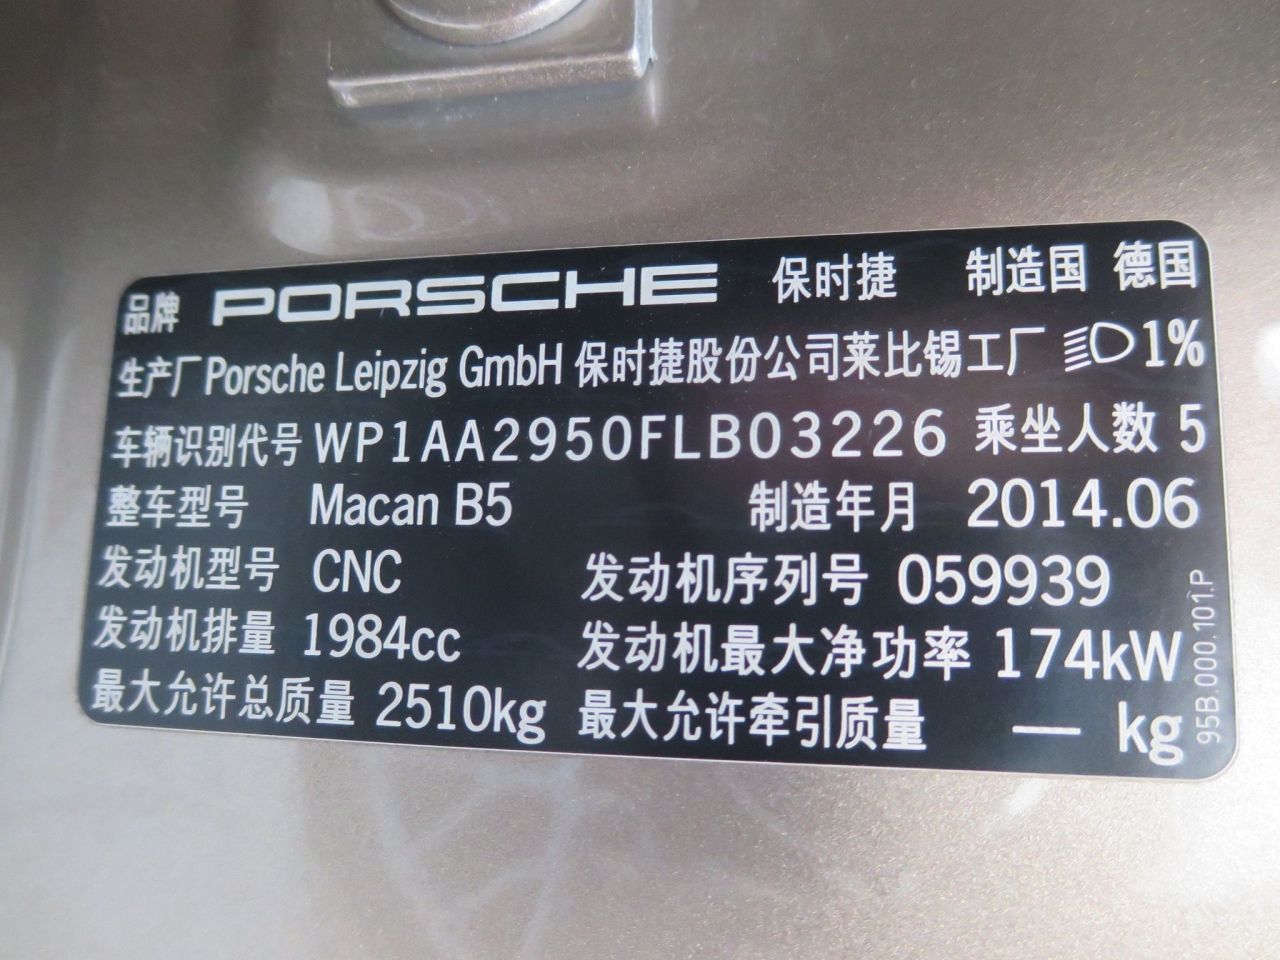 品牌 PORSCHE 保时捷 制造国 德国
生产厂 Porsche Leipzig GmbH 保时捷股份公司莱比锡工厂 1%
车辆识别代号 WP1AA2950FLB03226 乘坐人数 5
整车型号 Macan B5 制造年月 2014.06
发动机型号 CNC 发动机序列号 059939
发动机排量 1984cc 发动机最大净功率 174kW
最大允许总质量 2510kg 最大允许牵引质量 — kg
95B.000.101.P